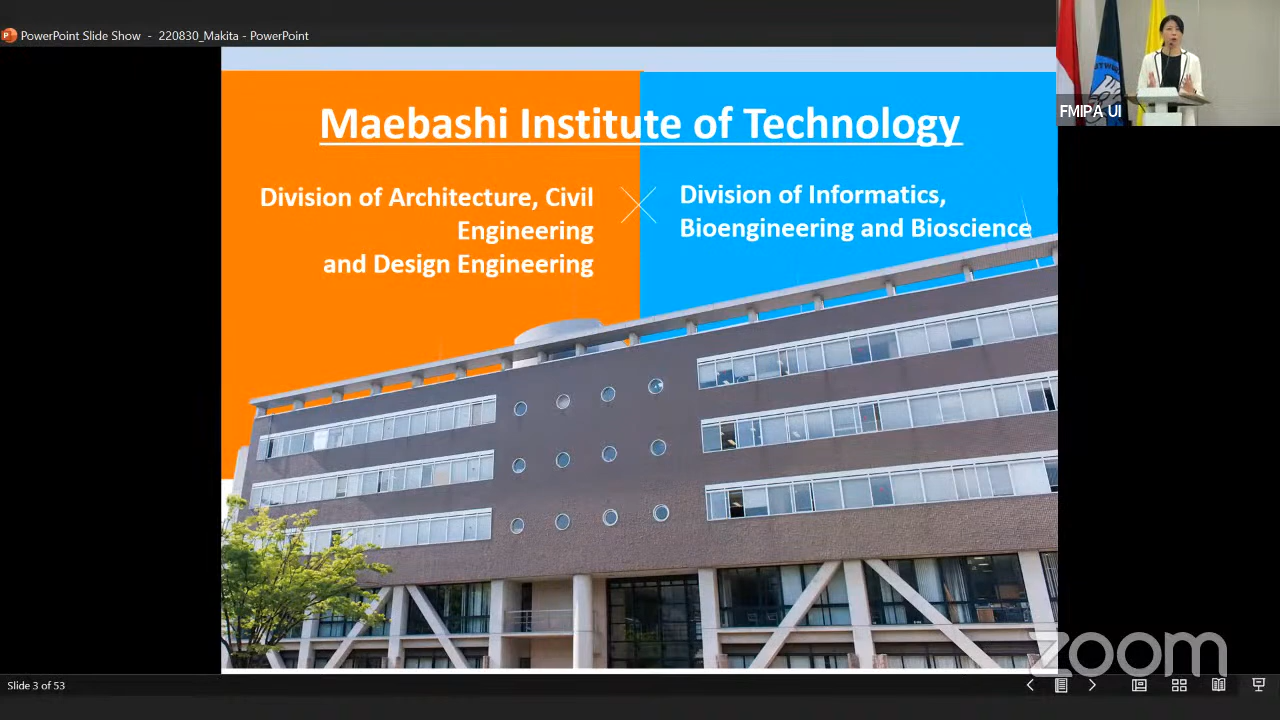 PowerPoint Slide Show - 220830_Makita - PowerPoint
FMIPA UI
Maebashi Institute of Technology
Division of Architecture, Civil
Engineering
and Design Engineering
Division of Informatics,
Bioengineering and Bioscience
zoom
Slide 3 of 53